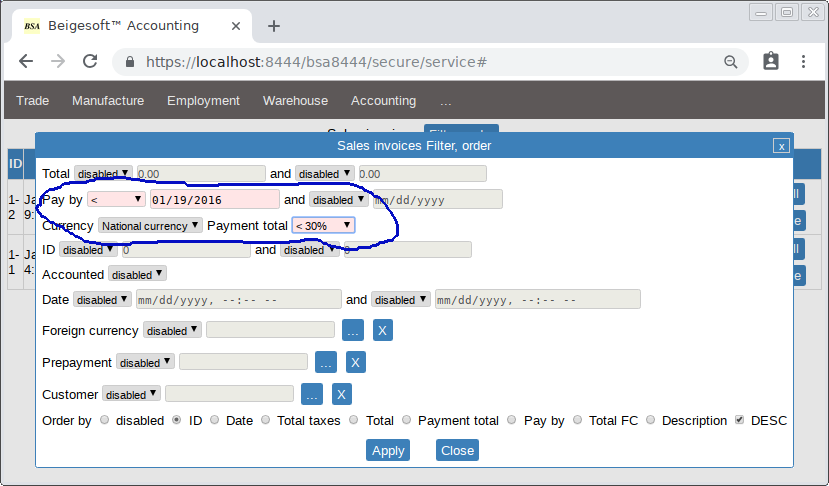 BSA Beigesoft™ Accounting
https://localhost:8444/bsa8444/secure/service#
Trade Manufacture Employment Warehouse Accounting ...
Sales invoices Filter, order x
ID
Total disabled 0.00 and disabled 0.00
1-2
Pay by < 01/19/2016 and disabled mm/dd/yyyy
Currency National currency Payment total < 30%
1-1
ID disabled 0 and disabled 0
Accounted disabled
Date disabled mm/dd/yyyy, --:-- -- and disabled mm/dd/yyyy, --:-- --
Foreign currency disabled ... X
Prepayment disabled ... X
Customer disabled ... X
Order by disabled ID Date Total taxes Total Payment total Pay by Total FC Description DESC
Apply Close